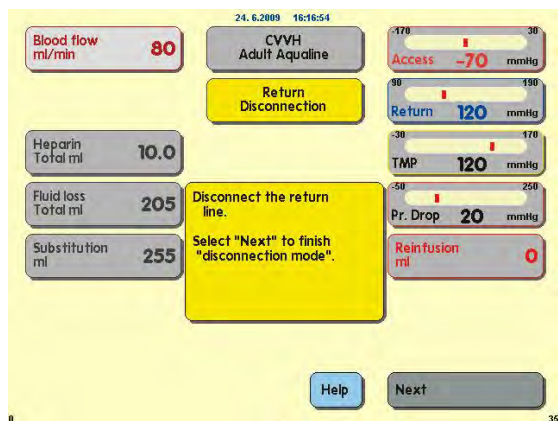 24. 6.2009 16:16:54
Blood flow
ml/min 80
CVVH
Adult Aqualine
-170 30
Access -70 mmHg
Return
Disconnection
90 190
Return 120 mmHg
Heparin
Total ml 10.0
-30 170
TMP 120 mmHg
Fluid loss
Total ml 205
Disconnect the return
line.
Select "Next" to finish
"disconnection mode".
-50 250
Pr. Drop 20 mmHg
Substitution
ml 255
Reinfusion
ml 0
Help
Next
0 35